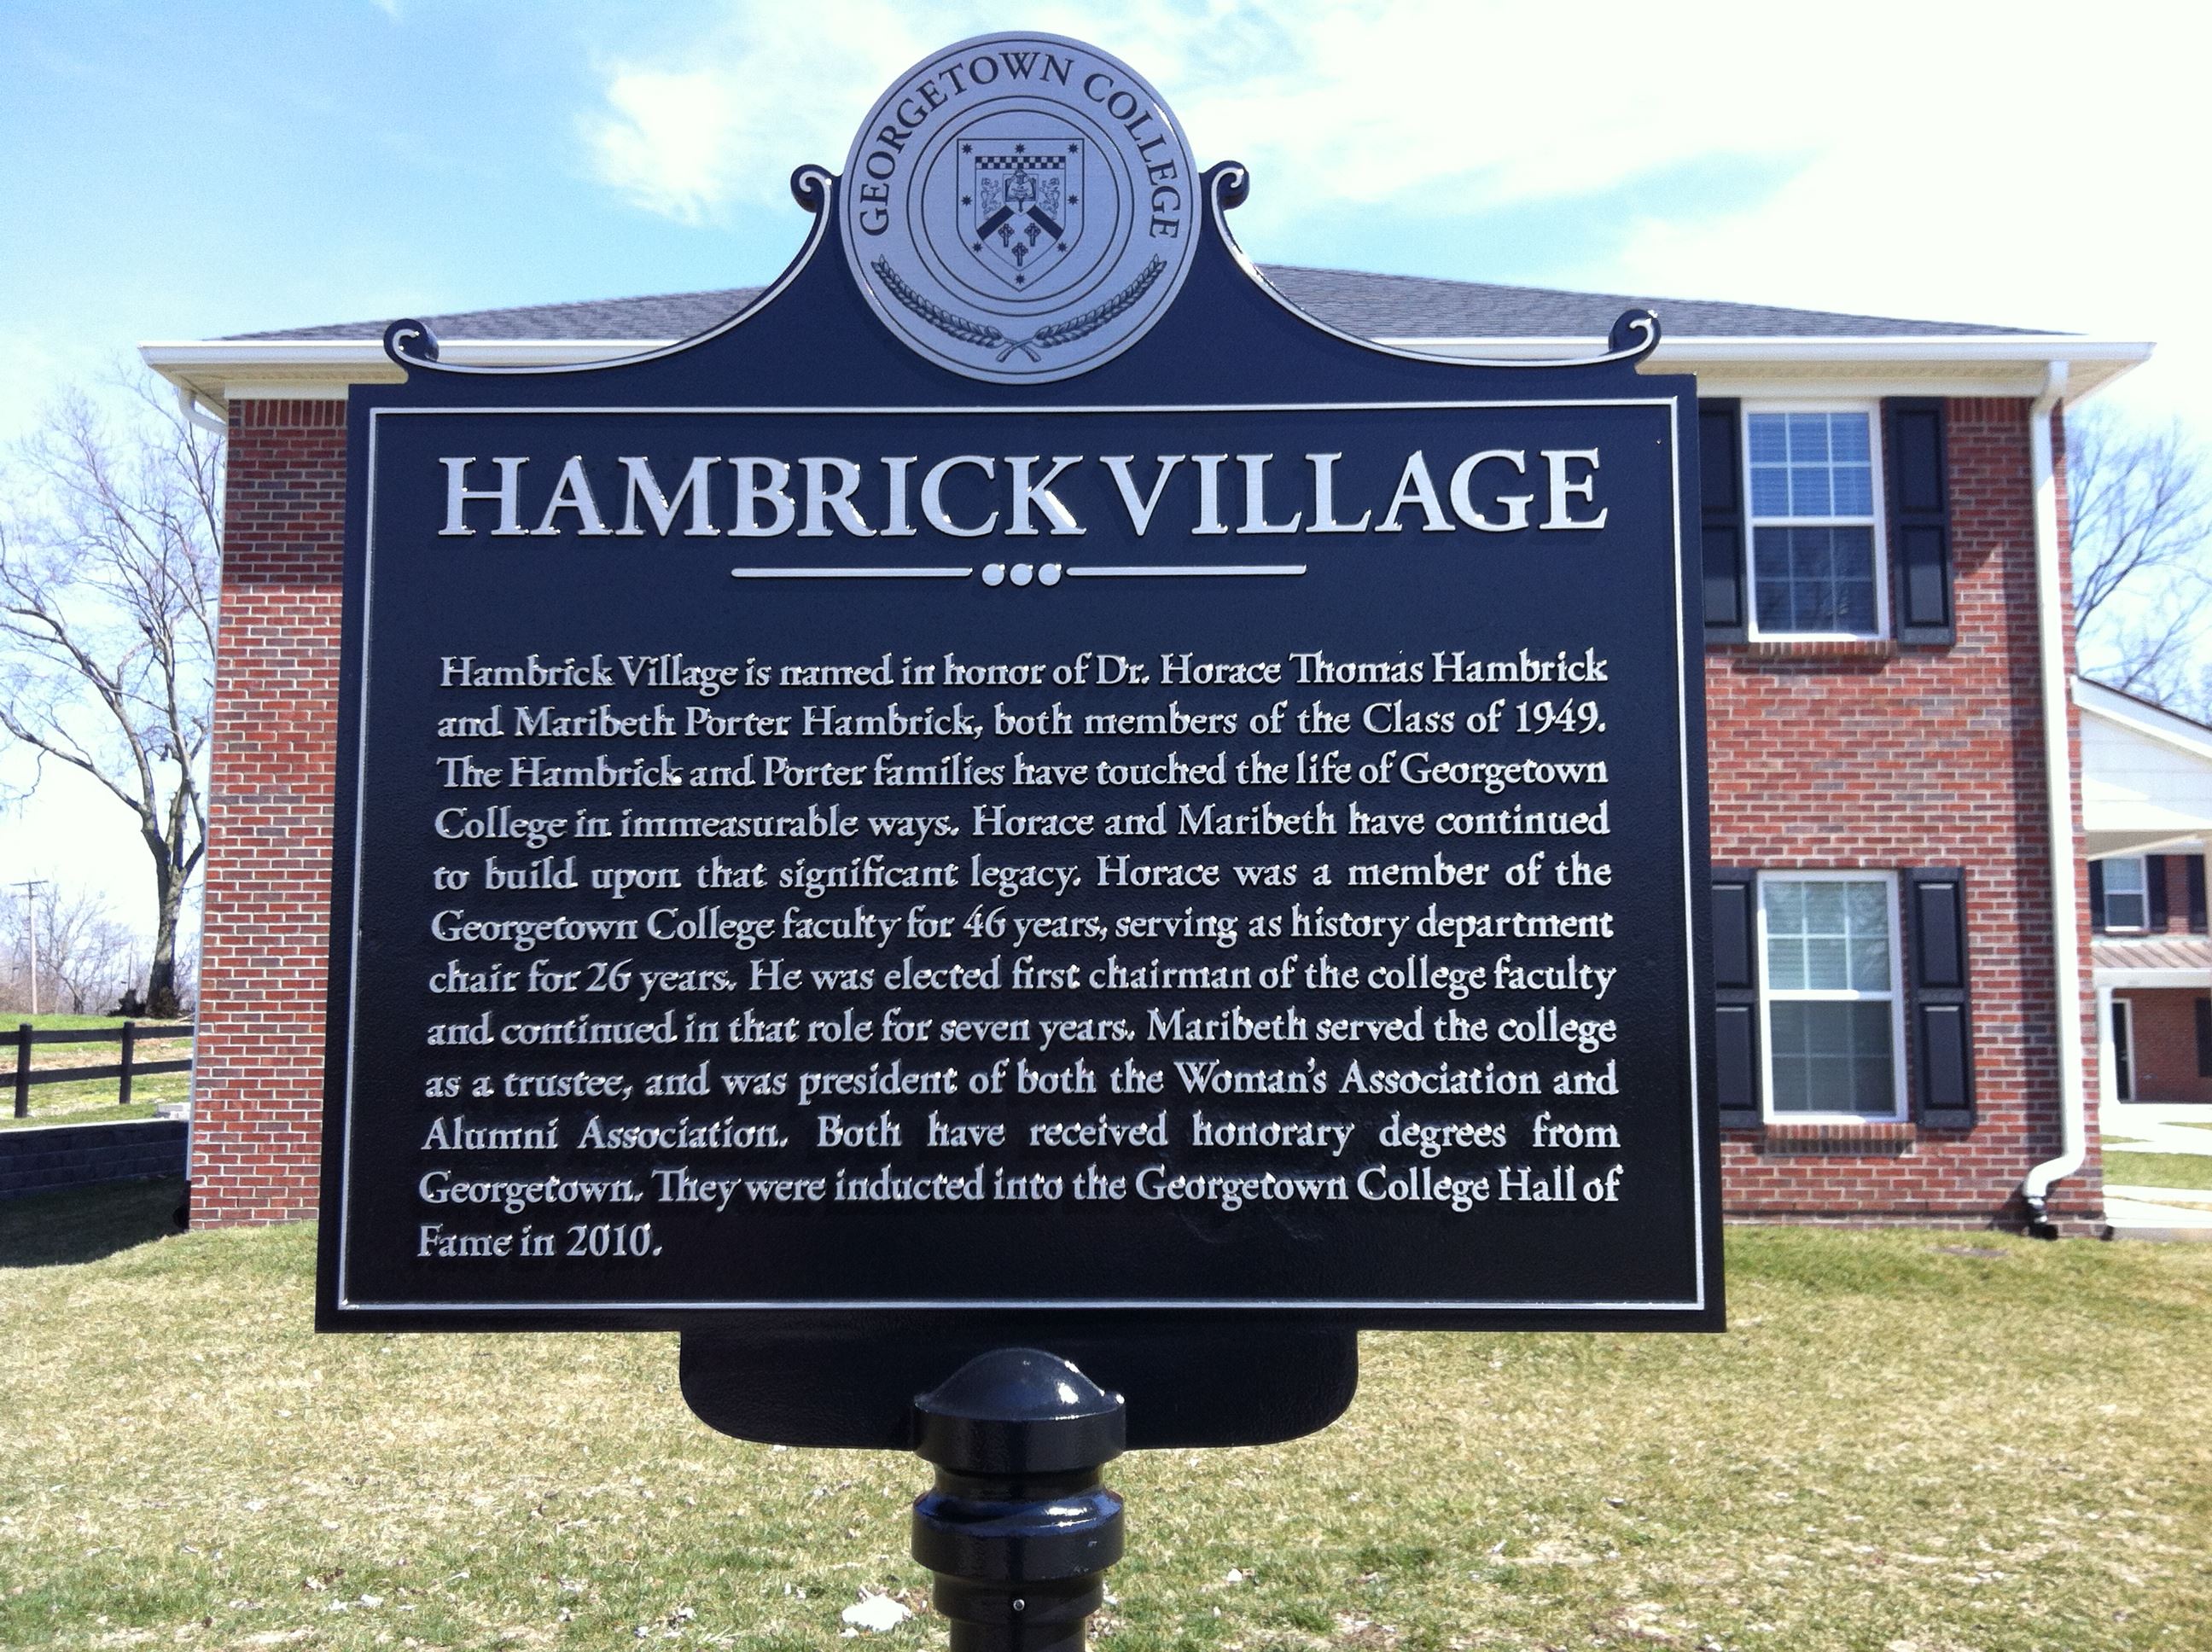 GEORGETOWN COLLEGE
HAMBRICK VILLAGE
Hambrick Village is named in honor of Dr. Horace Thomas Hambrick
and Maribeth Porter Hambrick, both members of the Class of 1949.
The Hambrick and Porter families have touched the life of Georgetown
College in immeasurable ways. Horace and Maribeth have continued
to build upon that significant legacy. Horace was a member of the
Georgetown College faculty for 46 years, serving as history department
chair for 26 years. He was elected first chairman of the college faculty
and continued in that role for seven years. Maribeth served the college
as a trustee, and was president of both the Woman's Association and
Alumni Association. Both have received honorary degrees from
Georgetown. They were inducted into the Georgetown College Hall of
Fame in 2010.